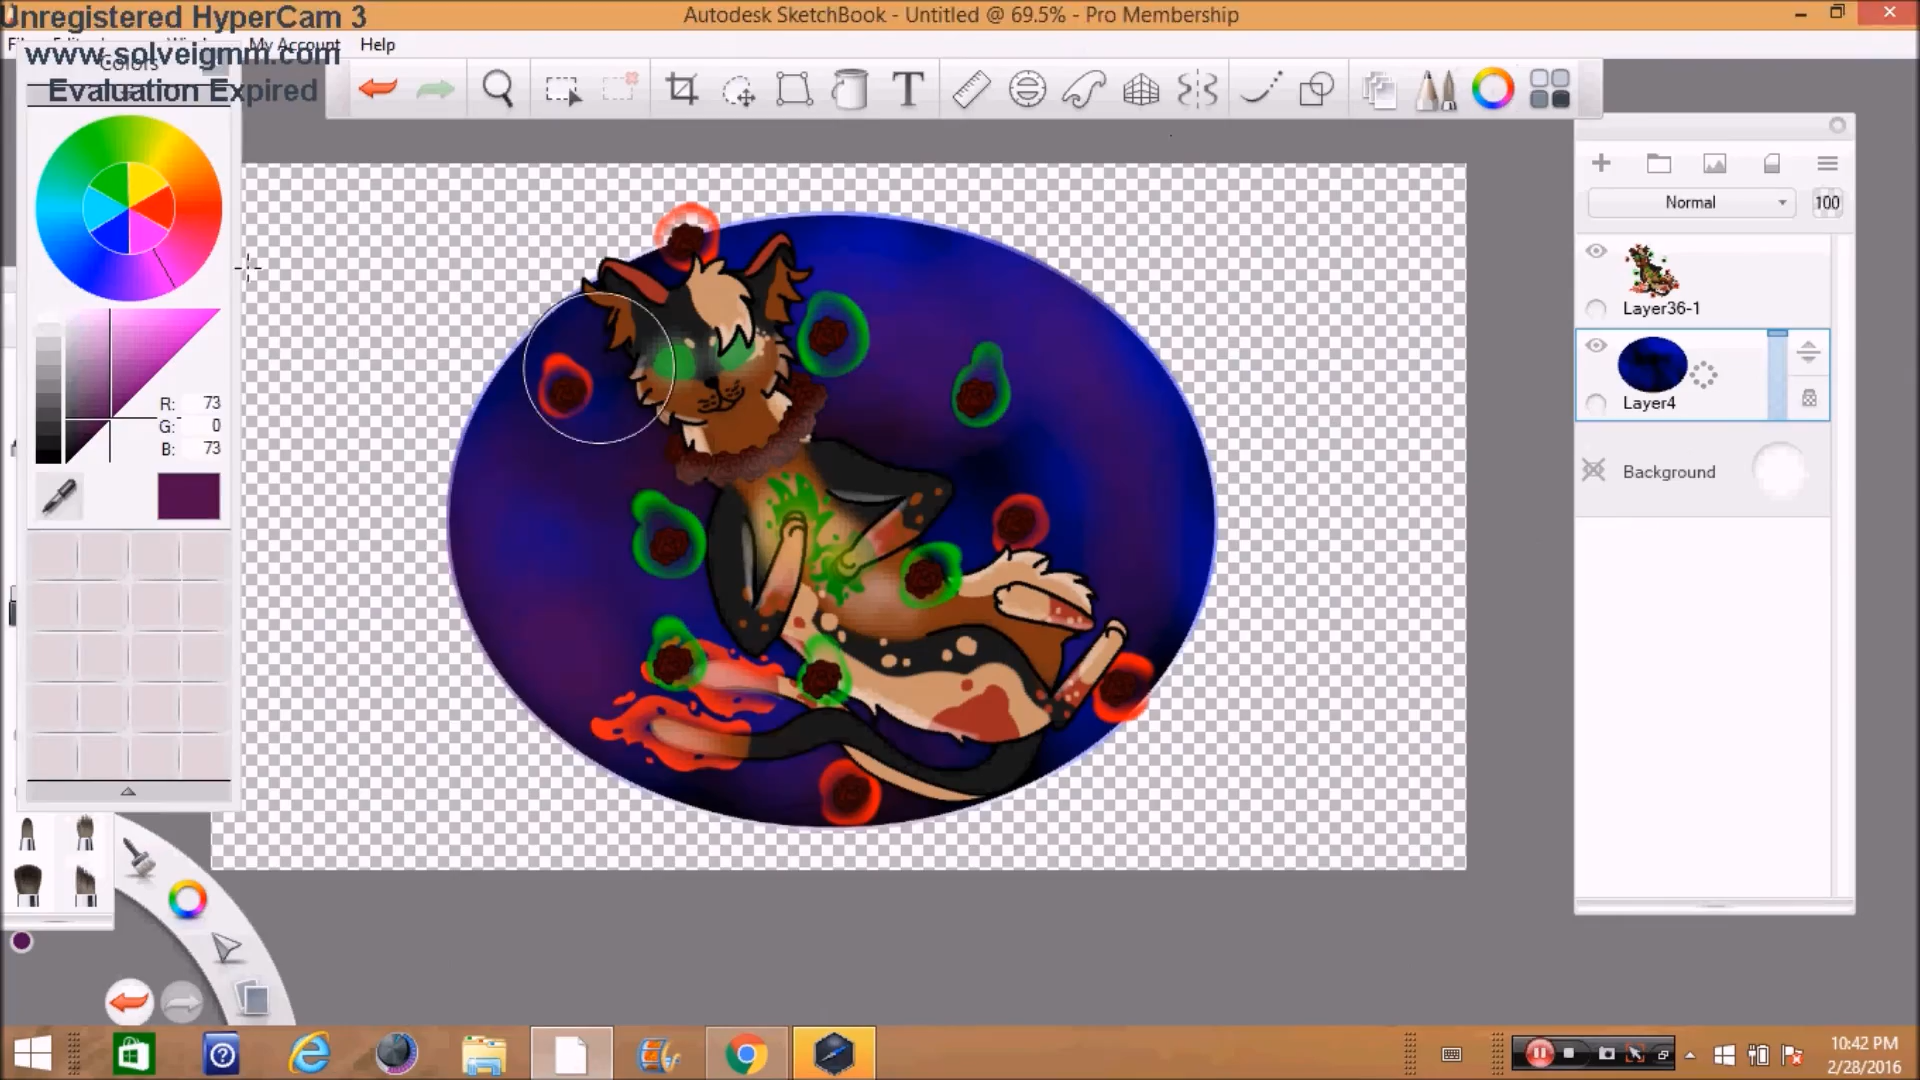 Unregistered HyperCam 3
Autodesk SketchBook - Untitled @ 69.5% - Pro Membership
My Account Help
www.solveigmm.com
Colors
Evaluation Expired
Normal 100
Layer36-1
R: 73
G: 0
B: 73
Layer4
Background
10:42 PM
2/28/2016